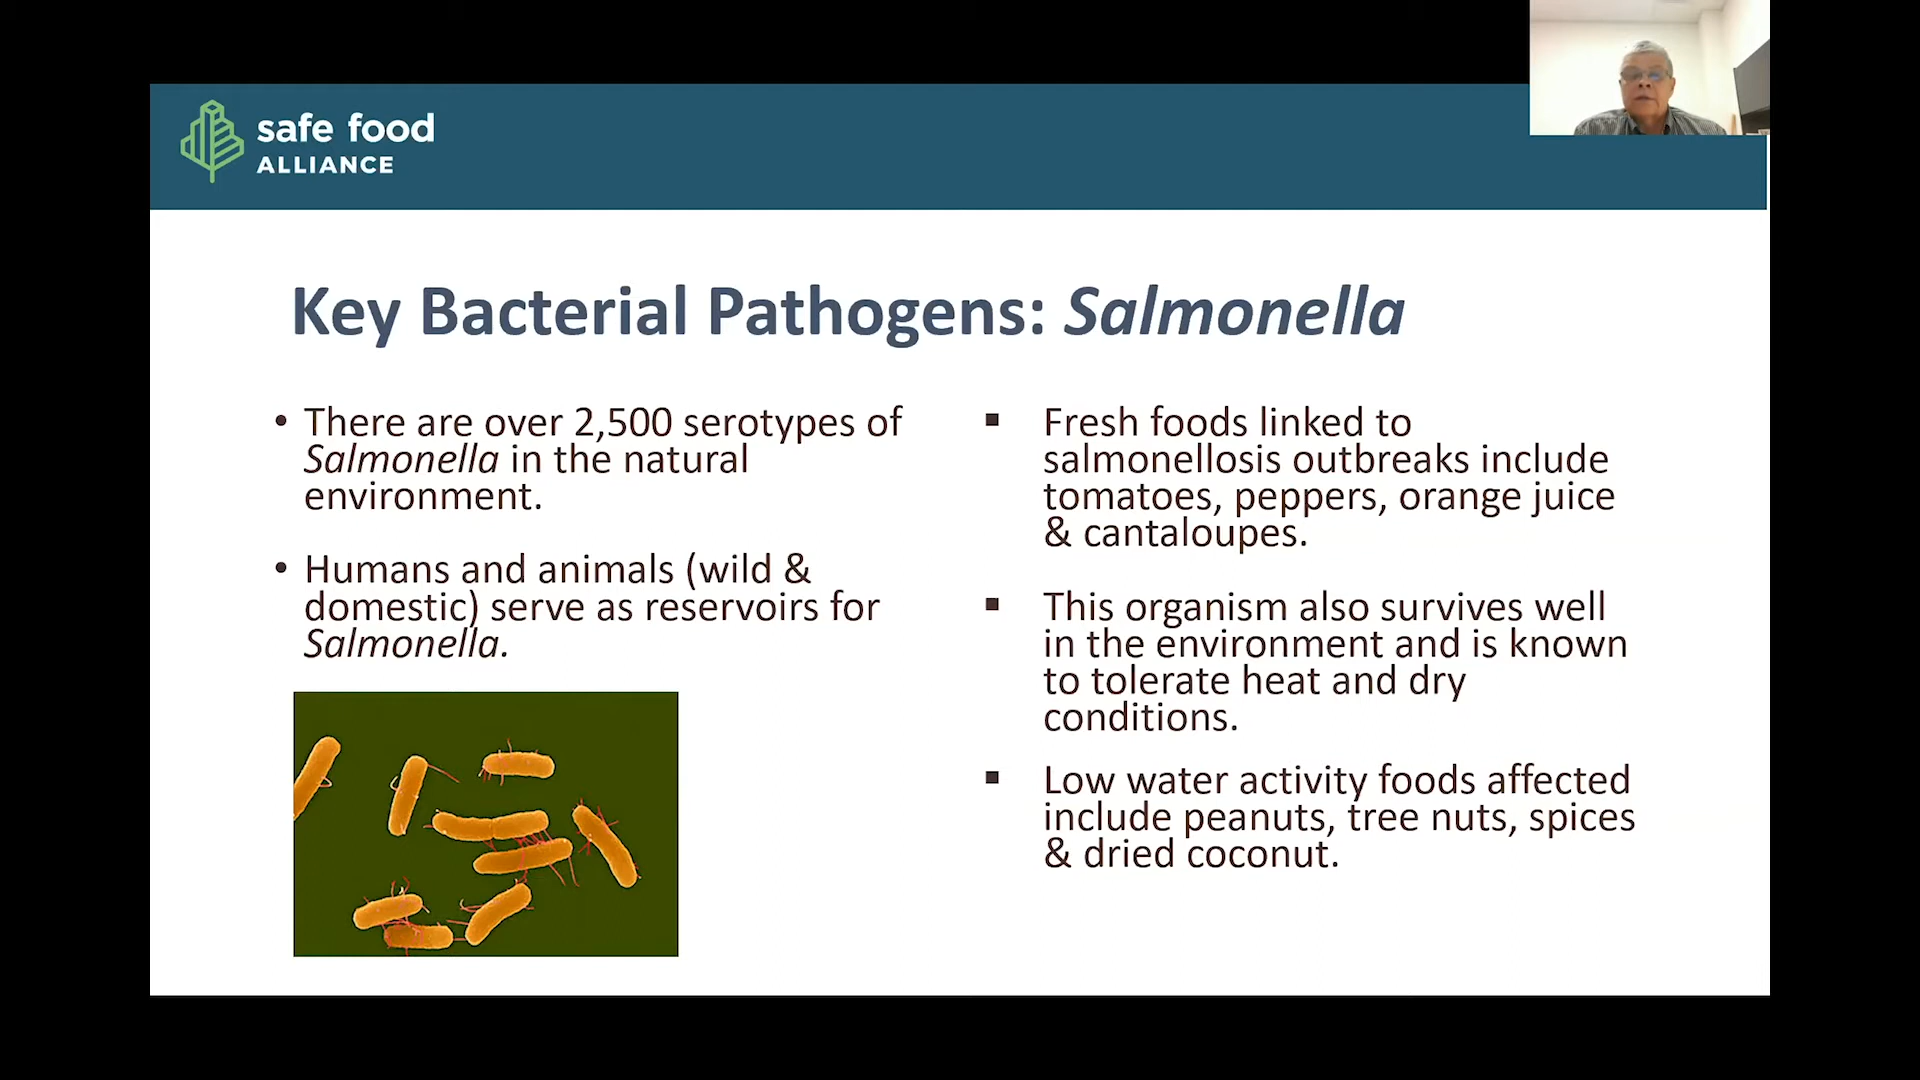 safe food
ALLIANCE
Key Bacterial Pathogens: Salmonella
• There are over 2,500 serotypes of
Salmonella in the natural
environment.
• Humans and animals (wild &
domestic) serve as reservoirs for
Salmonella.
▪ Fresh foods linked to
salmonellosis outbreaks include
tomatoes, peppers, orange juice
& cantaloupes.
▪ This organism also survives well
in the environment and is known
to tolerate heat and dry
conditions.
▪ Low water activity foods affected
include peanuts, tree nuts, spices
& dried coconut.